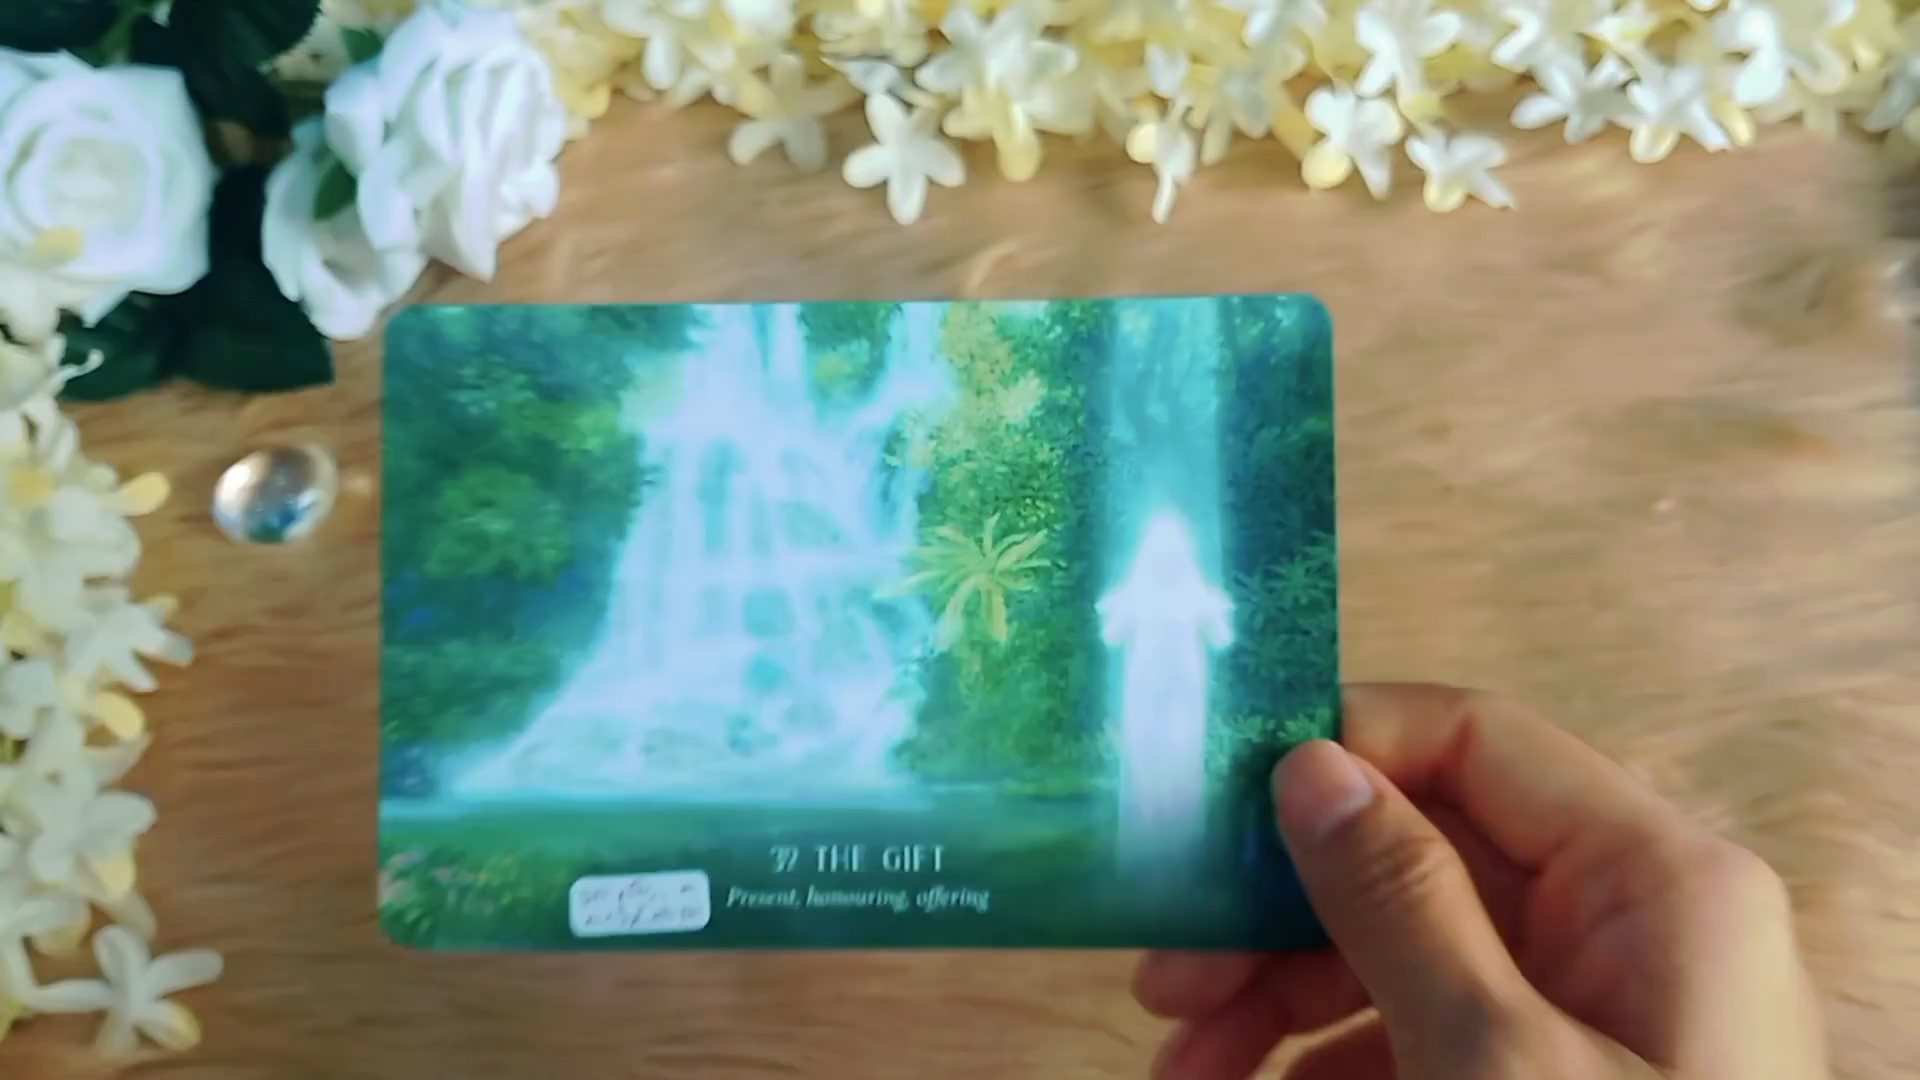 37 THE GIFT
Present, honouring, offering